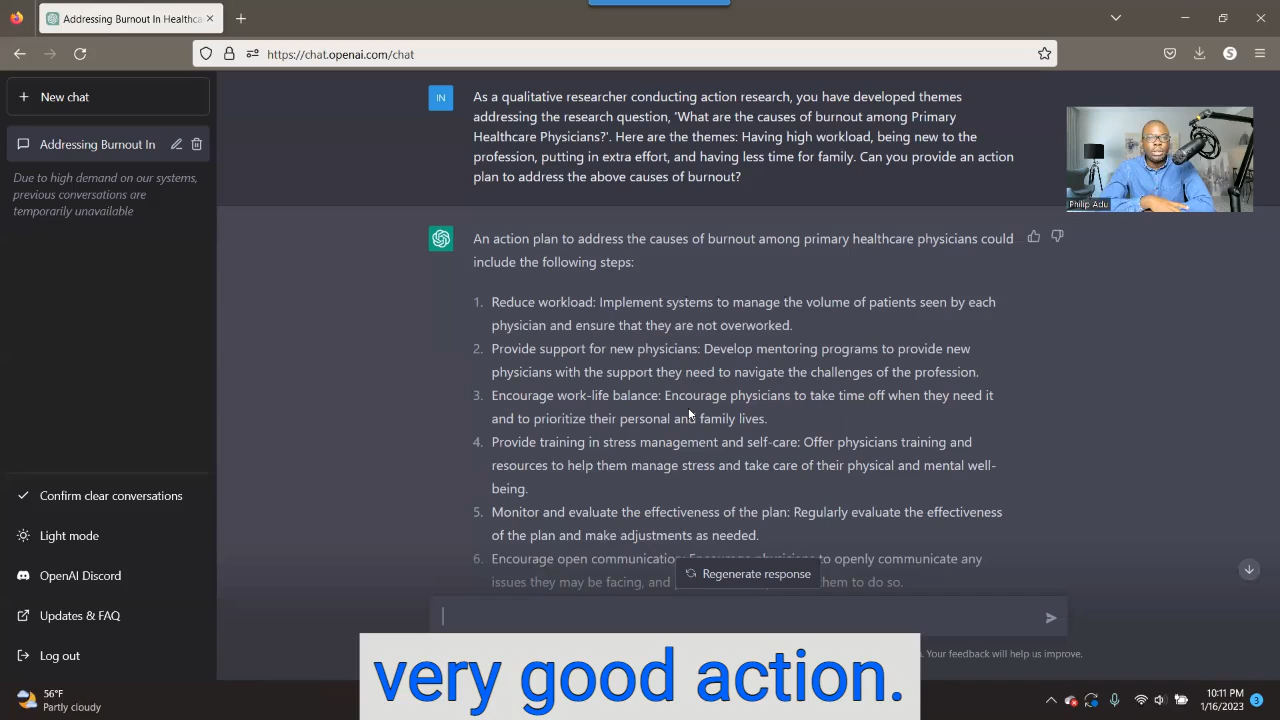 Addressing Burnout In Healthca
https://chat.openai.com/chat
S
New chat
Addressing Burnout In
Due to high demand on our systems,
previous conversations are
temporarily unavailable
Confirm clear conversations
Light mode
OpenAI Discord
Updates & FAQ
Log out
IN
As a qualitative researcher conducting action research, you have developed themes
addressing the research question, 'What are the causes of burnout among Primary
Healthcare Physicians?'. Here are the themes: Having high workload, being new to the
profession, putting in extra effort, and having less time for family. Can you provide an action
plan to address the above causes of burnout?
Philip Adu
An action plan to address the causes of burnout among primary healthcare physicians could
include the following steps:
1. Reduce workload: Implement systems to manage the volume of patients seen by each
physician and ensure that they are not overworked.
2. Provide support for new physicians: Develop mentoring programs to provide new
physicians with the support they need to navigate the challenges of the profession.
3. Encourage work-life balance: Encourage physicians to take time off when they need it
and to prioritize their personal and family lives.
4. Provide training in stress management and self-care: Offer physicians training and
resources to help them manage stress and take care of their physical and mental well-
being.
5. Monitor and evaluate the effectiveness of the plan: Regularly evaluate the effectiveness
of the plan and make adjustments as needed.
6. Encourage open communication: Encourage physicians to openly communicate any
issues they may be facing, and them to do so.
Regenerate response
. Your feedback will help us improve.
very good action.
56°F
Partly cloudy
10:11 PM
1/16/2023
3